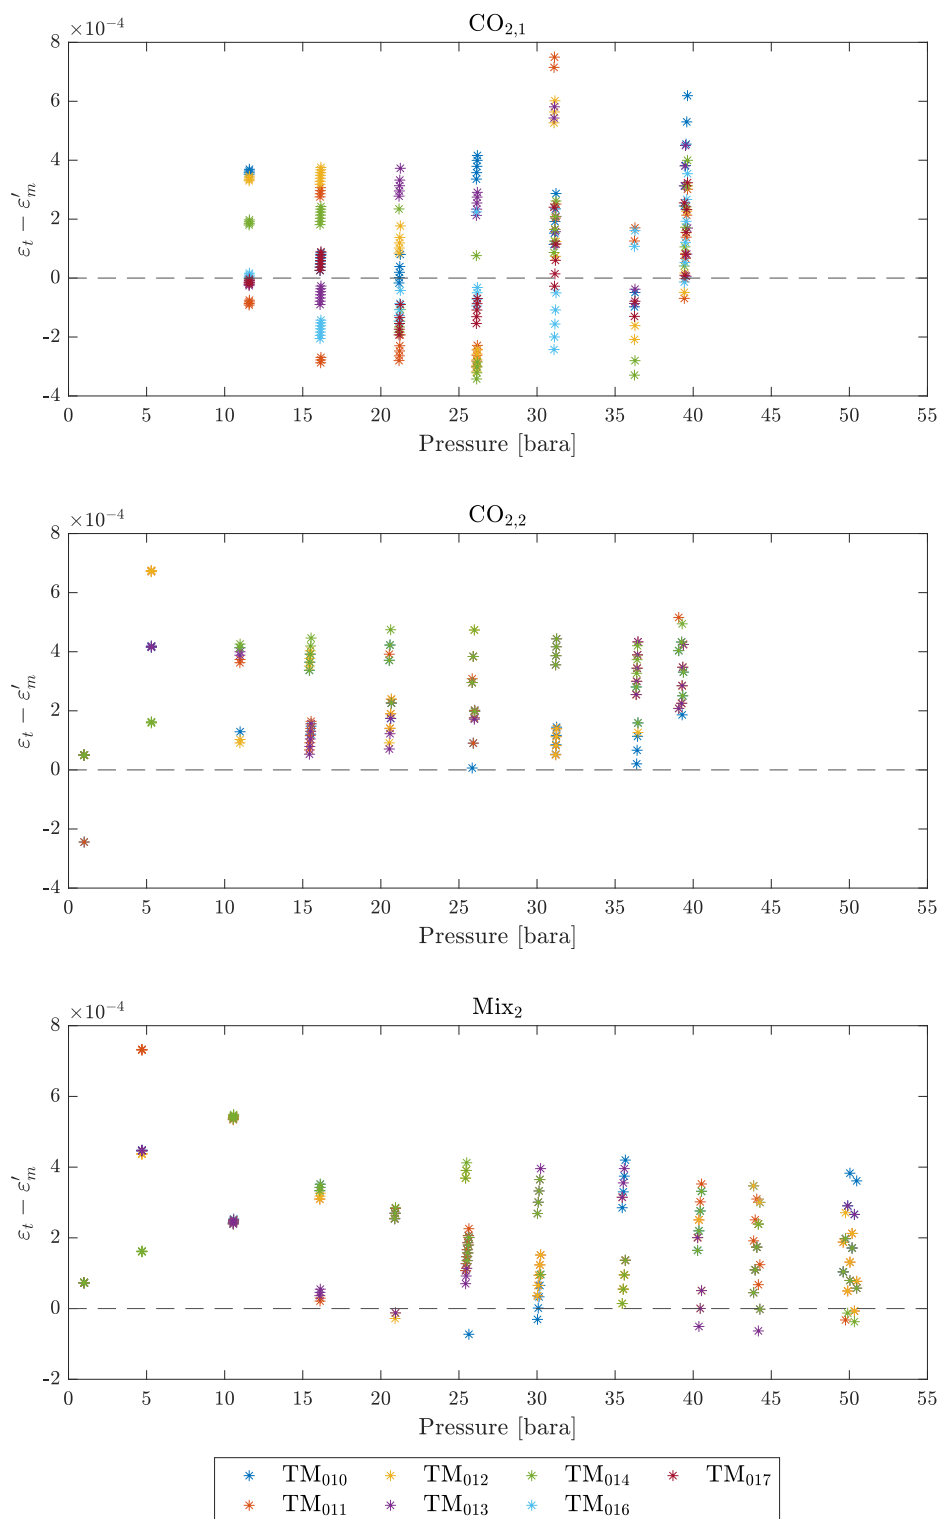 CO₂,₁
×10⁻⁴
8
6
4
2
0
-2
-4
0 5 10 15 20 25 30 35 40 45 50 55
εₜ − ε′ₘ
Pressure [bara]
CO₂,₂
×10⁻⁴
8
6
4
2
0
-2
-4
0 5 10 15 20 25 30 35 40 45 50 55
εₜ − ε′ₘ
Pressure [bara]
Mix₂
×10⁻⁴
8
6
4
2
0
-2
0 5 10 15 20 25 30 35 40 45 50 55
εₜ − ε′ₘ
Pressure [bara]
TM₀₁₀ TM₀₁₂ TM₀₁₄ TM₀₁₇
TM₀₁₁ TM₀₁₃ TM₀₁₆